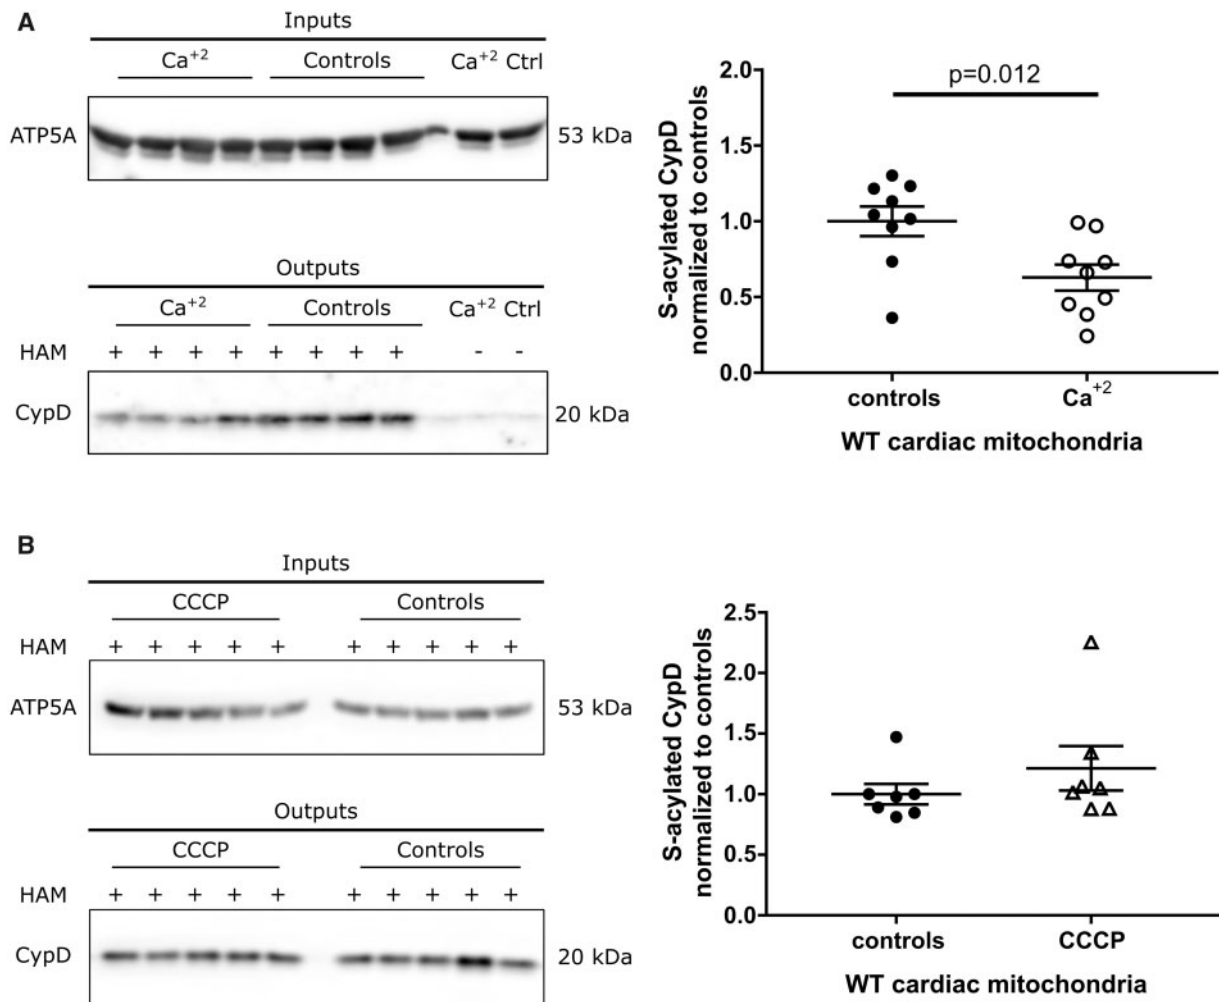 A
Inputs
Ca+2 Controls Ca+2 Ctrl
ATP5A 53 kDa
Outputs
Ca+2 Controls Ca+2 Ctrl
HAM + + + + + + + + - -
CypD 20 kDa
S-acylated CypD
normalized to controls
2.0
1.5
1.0
0.5
0.0
p=0.012
controls Ca+2
WT cardiac mitochondria
B
Inputs
CCCP Controls
HAM + + + + + + + + + +
ATP5A 53 kDa
Outputs
CCCP Controls
HAM + + + + + + + + + +
CypD 20 kDa
S-acylated CypD
normalized to controls
2.5
2.0
1.5
1.0
0.5
0.0
controls CCCP
WT cardiac mitochondria